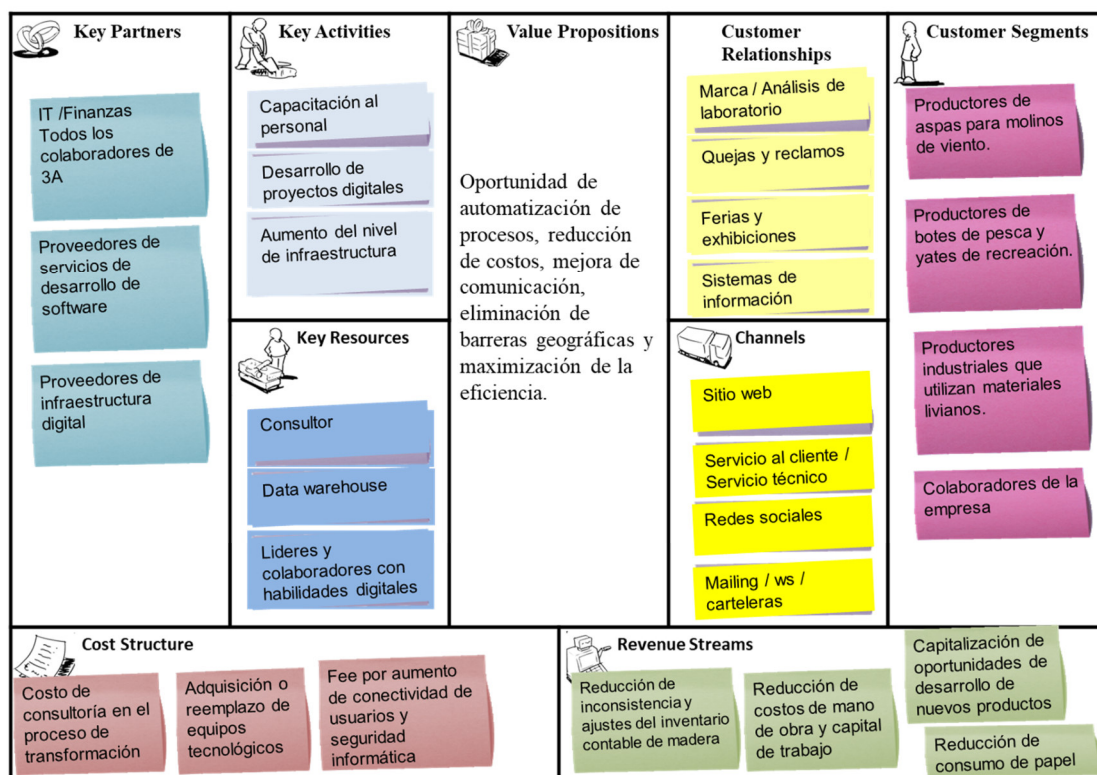 Key Partners
IT /Finanzas
Todos los
colaboradores de
3A
Proveedores de
servicios de
desarrollo de
software
Proveedores de
infraestructura
digital
Key Activities
Capacitación al
personal
Desarrollo de
proyectos digitales
Aumento del nivel
de infraestructura
Key Resources
Consultor
Data warehouse
Lideres y
colaboradores con
habilidades digitales
Value Propositions
Oportunidad de
automatización de
procesos, reducción
de costos, mejora de
comunicación,
eliminación de
barreras geográficas y
maximización de la
eficiencia.
Customer
Relationships
Marca / Análisis de
laboratorio
Quejas y reclamos
Ferias y
exhibiciones
Sistemas de
información
Channels
Sitio web
Servicio al cliente /
Servicio técnico
Redes sociales
Mailing / ws /
carteleras
Customer Segments
Productores de
aspas para molinos
de viento.
Productores de
botes de pesca y
yates de recreación.
Productores
industriales que
utilizan materiales
livianos.
Colaboradores de la
empresa
Cost Structure
Costo de
consultoría en el
proceso de
transformación
Adquisición o
reemplazo de
equipos
tecnológicos
Fee por aumento
de conectividad de
usuarios y
seguridad
informática
Revenue Streams
Reducción de
inconsistencia y
ajustes del inventario
contable de madera
Reducción de
costos de mano
de obra y capital
de trabajo
Capitalización de
oportunidades de
desarrollo de
nuevos productos
Reducción de
consumo de papel